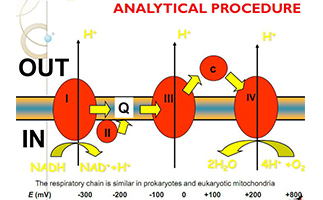 ANALYTICAL PROCEDURE
H⁺ H⁺ H⁺
OUT
c
I Q III IV
II
IN
NADH NAD⁺+H⁺ 2H₂O 4H⁺ +O₂
The respiratory chain is similar in prokaryotes and eukaryotic mitochondria
E (mV) -300 -200 -100 0 +100 +200 +800